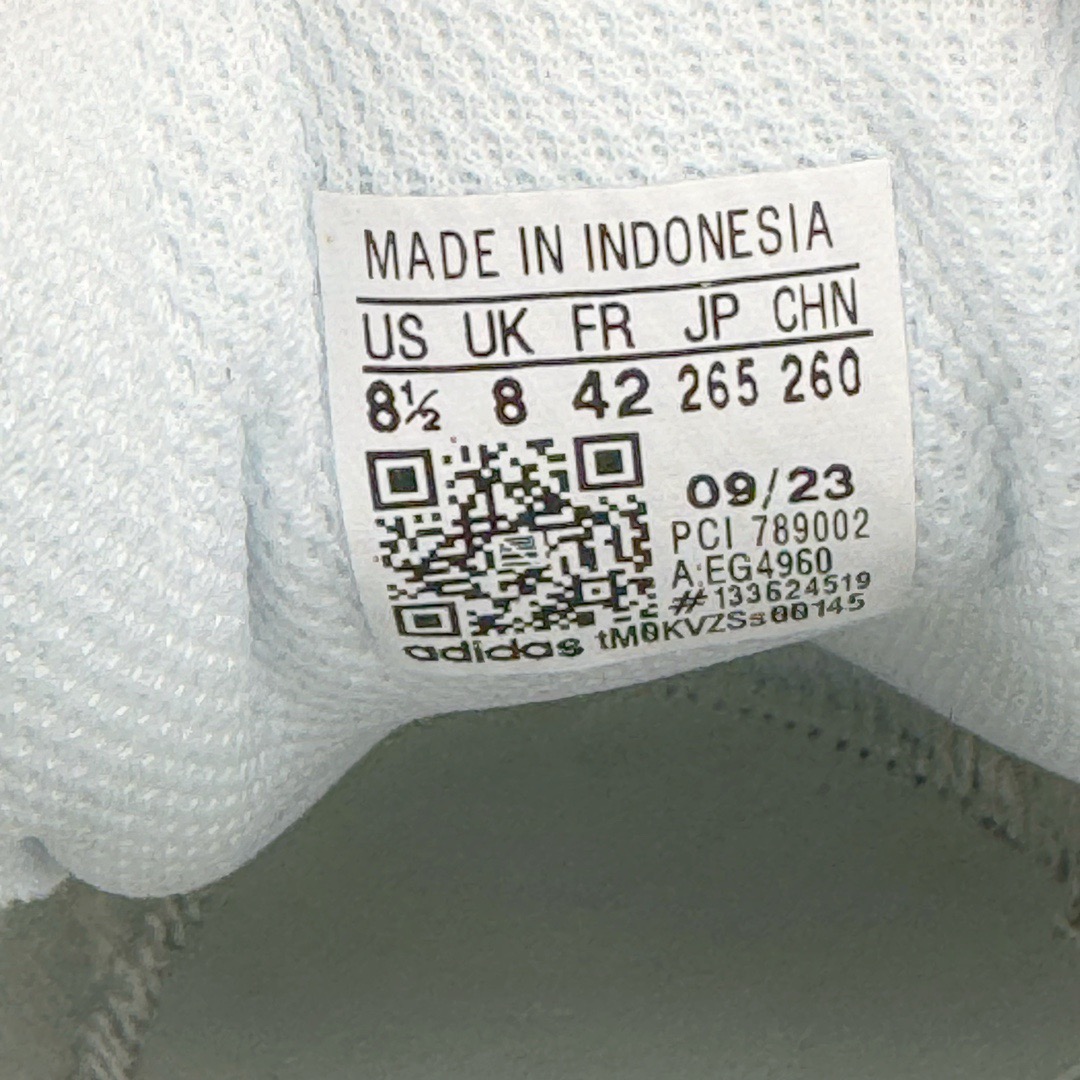 MADE IN INDONESIA
US UK FR JP CHN
8½ 8 42 265 260
09/23
PCI 789002
A:EG4960
#133624519
adidas tM0KVZSs00145